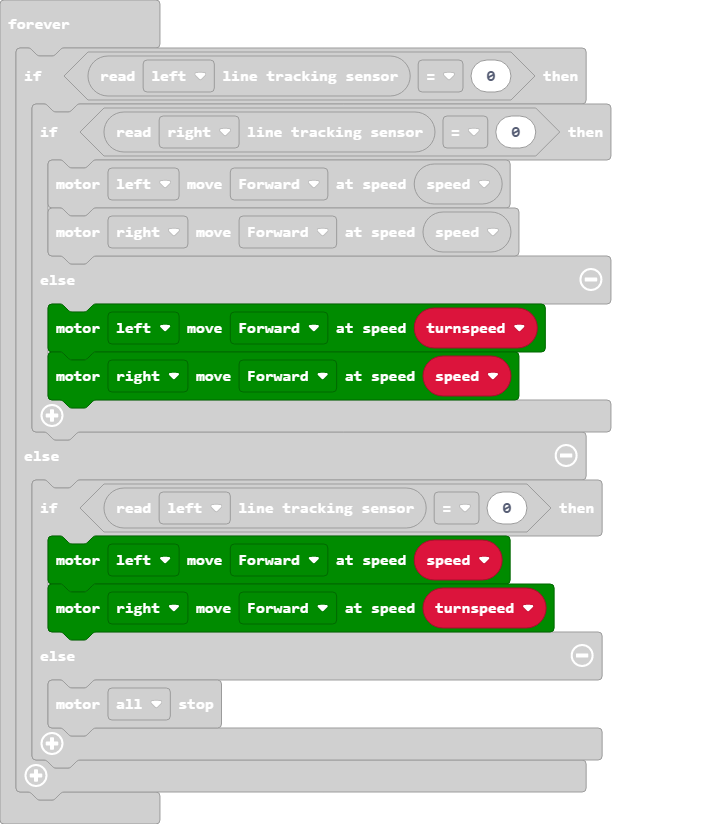 forever
if read left line tracking sensor = 0 then
if read right line tracking sensor = 0 then
motor left move Forward at speed speed
motor right move Forward at speed speed
else
motor left move Forward at speed turnspeed
motor right move Forward at speed speed
else
if read left line tracking sensor = 0 then
motor left move Forward at speed speed
motor right move Forward at speed turnspeed
else
motor all stop